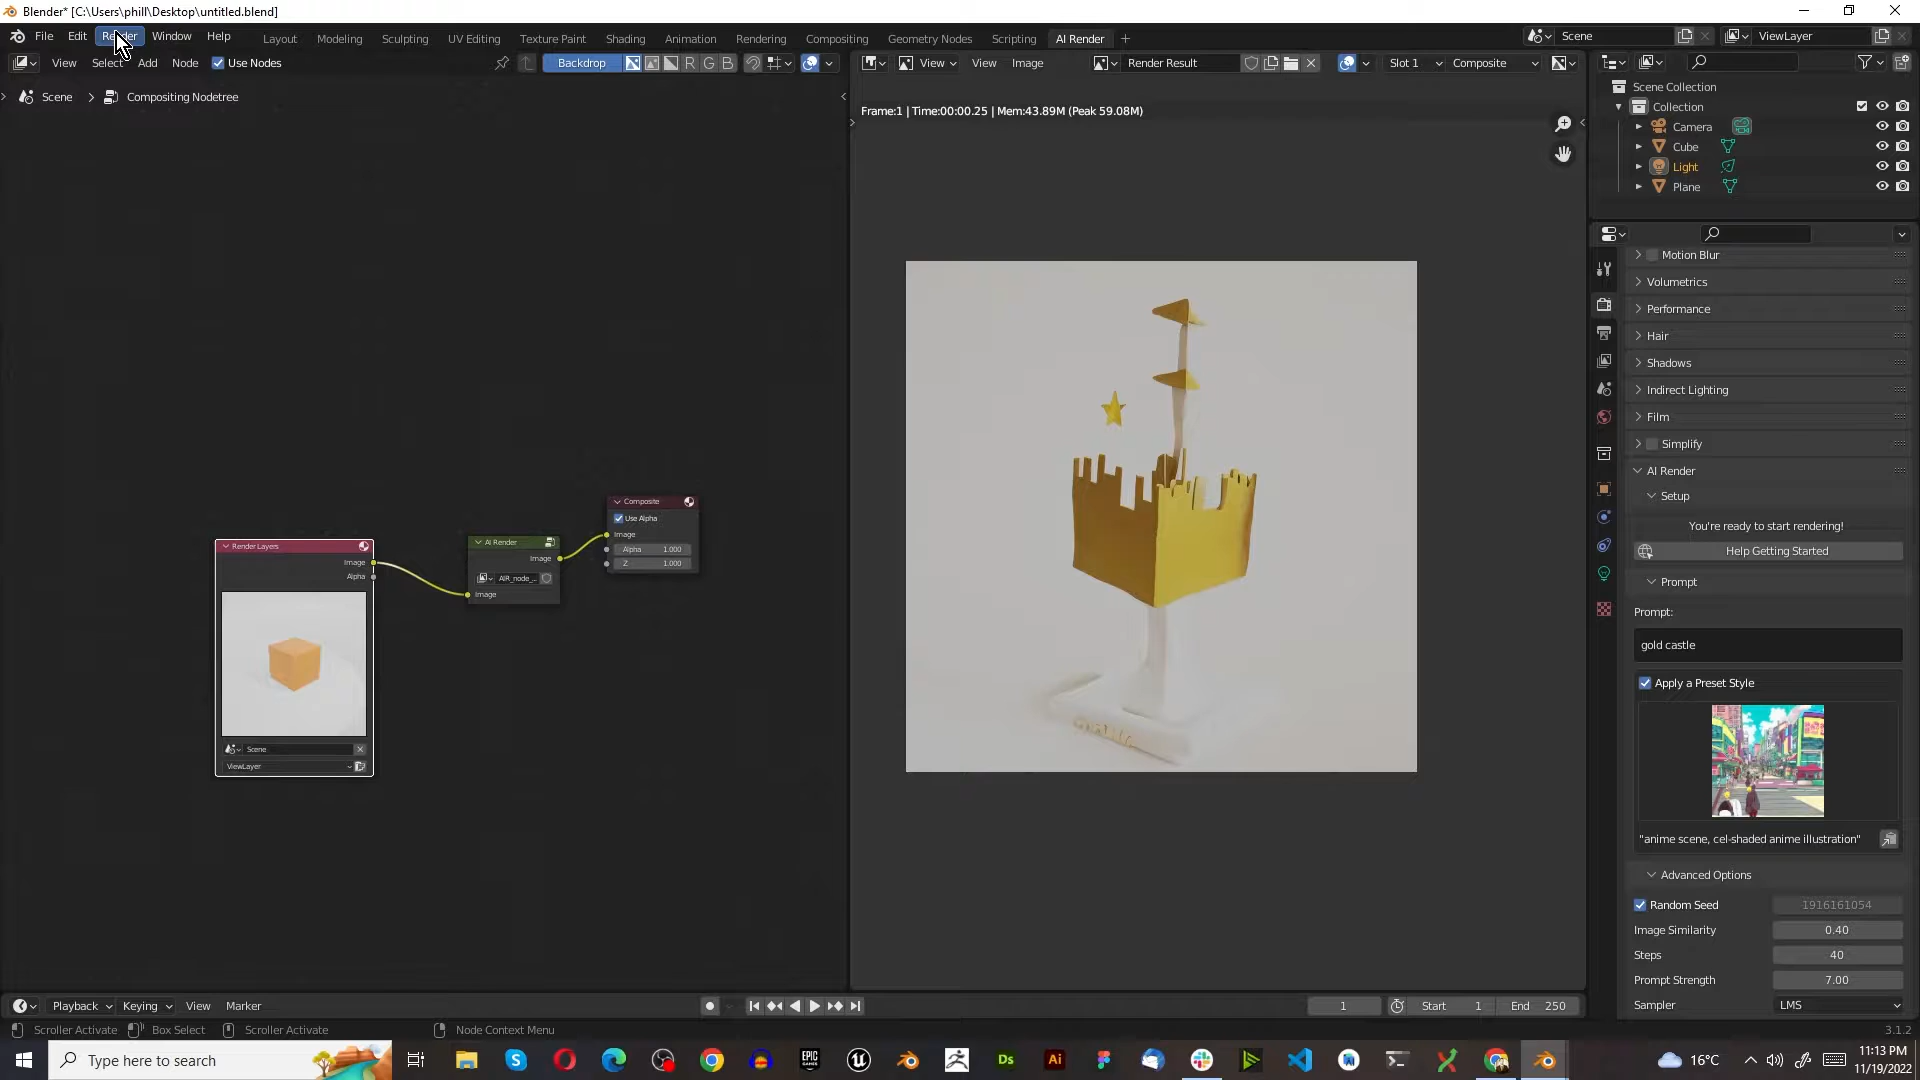 Blender* [C:\Users\phill\Desktop\untitled.blend]
File Edit Render Window Help Layout Modeling Sculpting UV Editing Texture Paint Shading Animation Rendering Compositing Geometry Nodes Scripting AI Render + Scene ViewLayer
View Select Add Node Use Nodes Backdrop R G B View View Image Render Result Slot 1 Composite
Scene > Compositing Nodetree
Frame:1 | Time:00:00.25 | Mem:43.89M (Peak 59.08M)
Scene Collection
Collection
Camera
Cube
Light
Plane
Motion Blur
Volumetrics
Performance
Hair
Shadows
Indirect Lighting
Film
Simplify
AI Render
Setup
You're ready to start rendering!
Help Getting Started
Prompt
Prompt:
gold castle
Apply a Preset Style
"anime scene, cel-shaded anime illustration"
Advanced Options
Random Seed 1916161054
Image Similarity 0.40
Steps 40
Prompt Strength 7.00
Sampler LMS
Render Layers
Image
Alpha
Scene
ViewLayer
AI Render
Image
AIR_node_...
Image
Composite
Use Alpha
Image
Alpha 1.000
Z 1.000
Playback Keying View Marker 1 Start 1 End 250
Scroller Activate Box Select Scroller Activate Node Context Menu 3.1.2
Type here to search Ds Ai 16°C 11:13 PM
11/19/2022